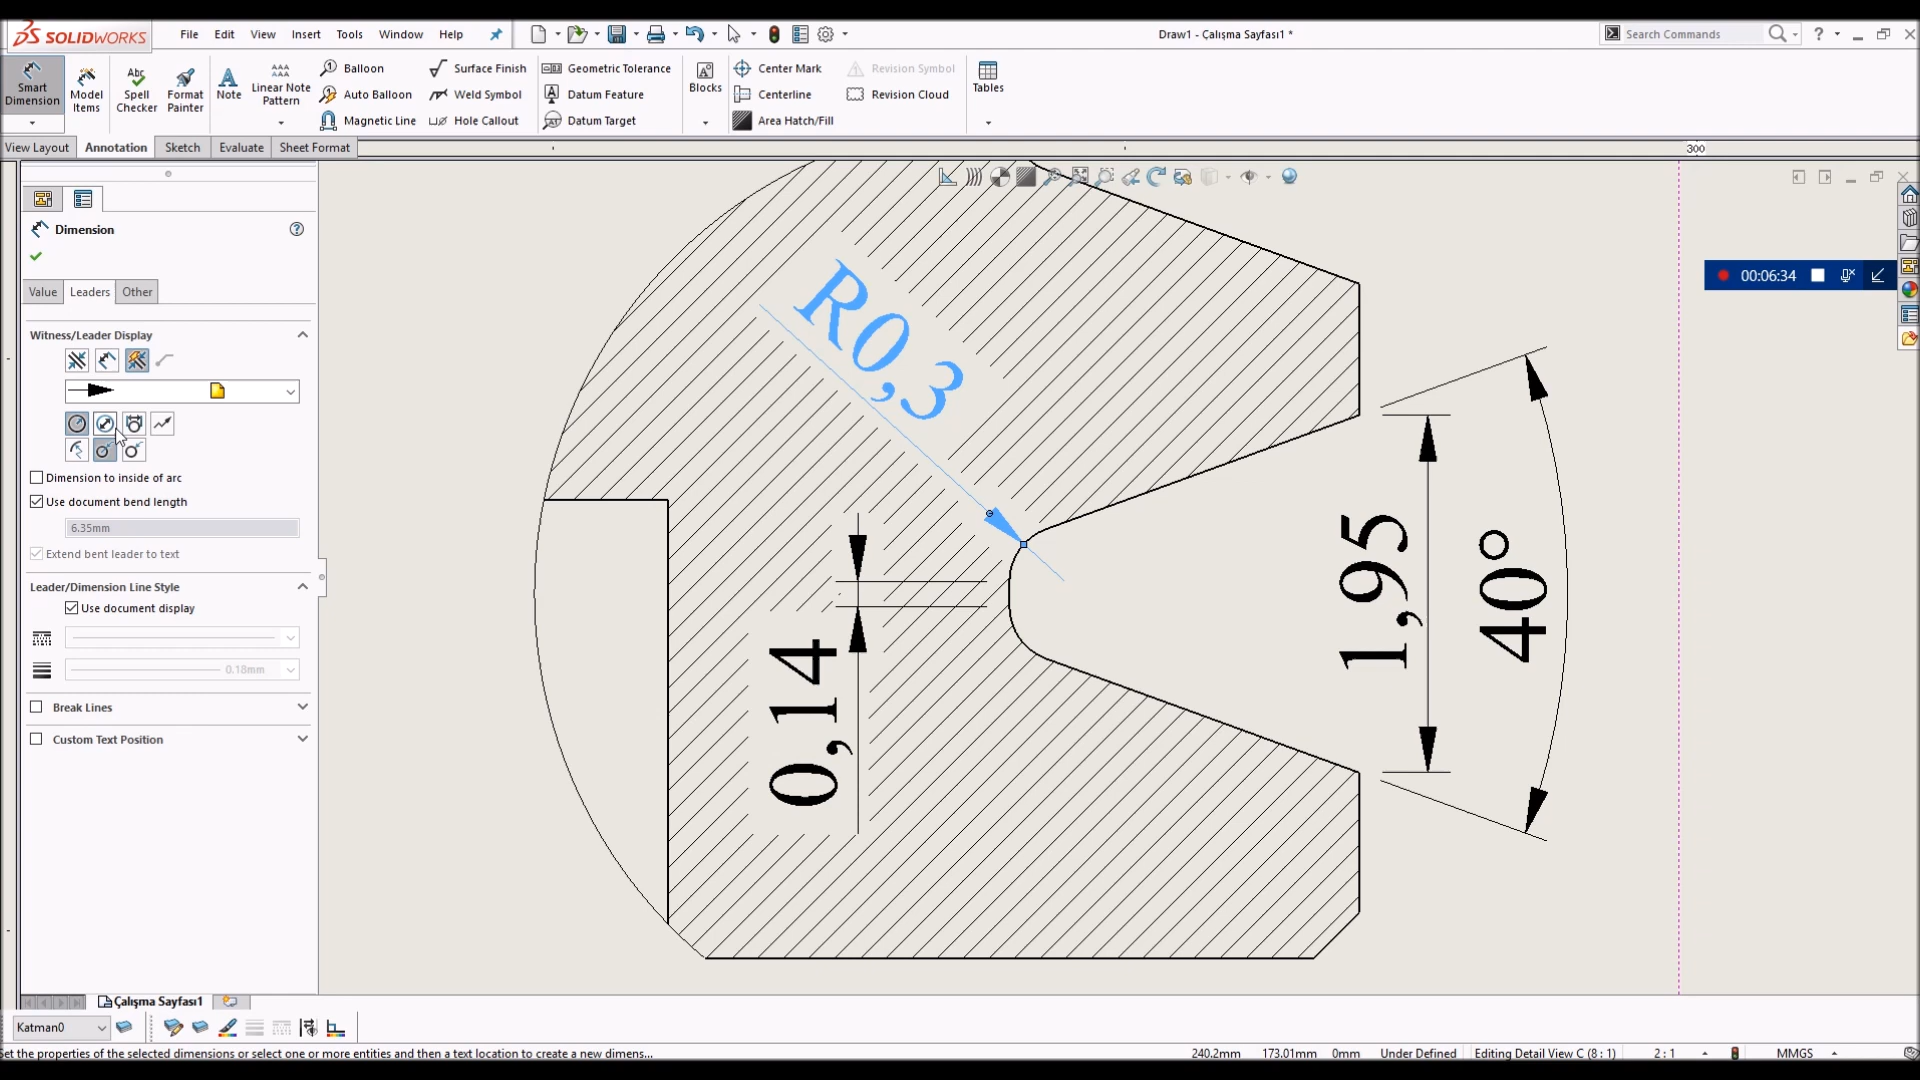 SOLIDWORKS File Edit View Insert Tools Window Help Draw1 - Çalışma Sayfası1 * Search Commands ?
Smart Dimension
Model Items
Abc
Spell Checker
Format Painter
Note
Linear Note Pattern
Balloon
Auto Balloon
Magnetic Line
Surface Finish
Weld Symbol
Hole Callout
Geometric Tolerance
Datum Feature
Datum Target
Blocks
Center Mark
Centerline
Area Hatch/Fill
Revision Symbol
Revision Cloud
Tables
View Layout Annotation Sketch Evaluate Sheet Format
300
Dimension
Value Leaders Other
Witness/Leader Display
Dimension to inside of arc
Use document bend length
6.35mm
Extend bent leader to text
Leader/Dimension Line Style
Use document display
0.18mm
Break Lines
Custom Text Position
R0,3
0,14
1,95
40°
00:06:34
Çalışma Sayfası1
Katman0
Set the properties of the selected dimensions or select one or more entities and then a text location to create a new dimens...
240.2mm 173.01mm 0mm Under Defined Editing Detail View C (8 : 1) 2 : 1 MMGS